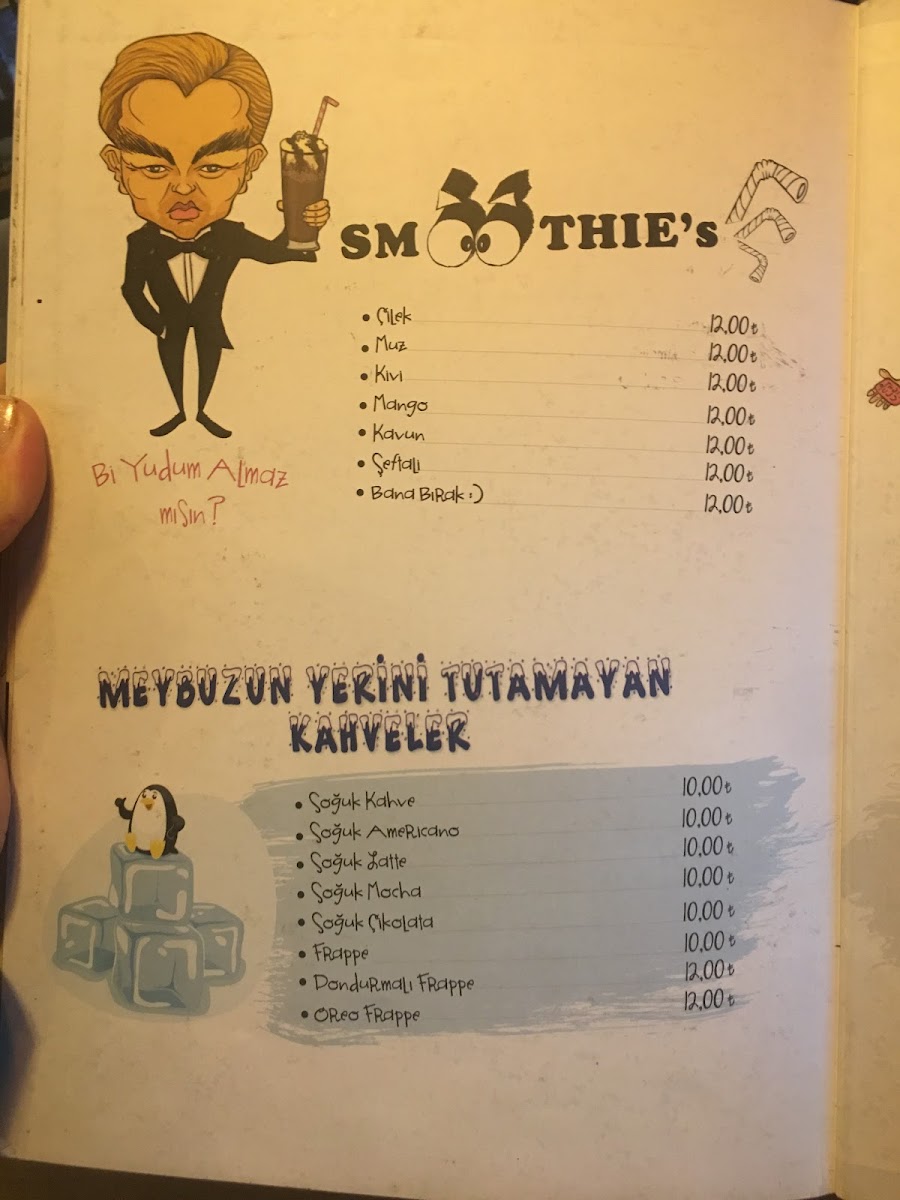 SMOOTHIE's
• Çilek 12,00₺
• Muz 12,00₺
• Kivi 12,00₺
• Mango 12,00₺
• Kavun 12,00₺
• Şeftali 12,00₺
• Bana Bırak :) 12,00₺
Bi Yudum Almaz
mısın?
MEYBUZUN YERİNİ TUTAMAYAN
KAHVELER
• Soğuk Kahve 10,00₺
• Soğuk Americano 10,00₺
• Soğuk Latte 10,00₺
• Soğuk Mocha 10,00₺
• Soğuk Çikolata 10,00₺
• Frappe 10,00₺
• Dondurmalı Frappe 12,00₺
• Oreo Frappe 12,00₺